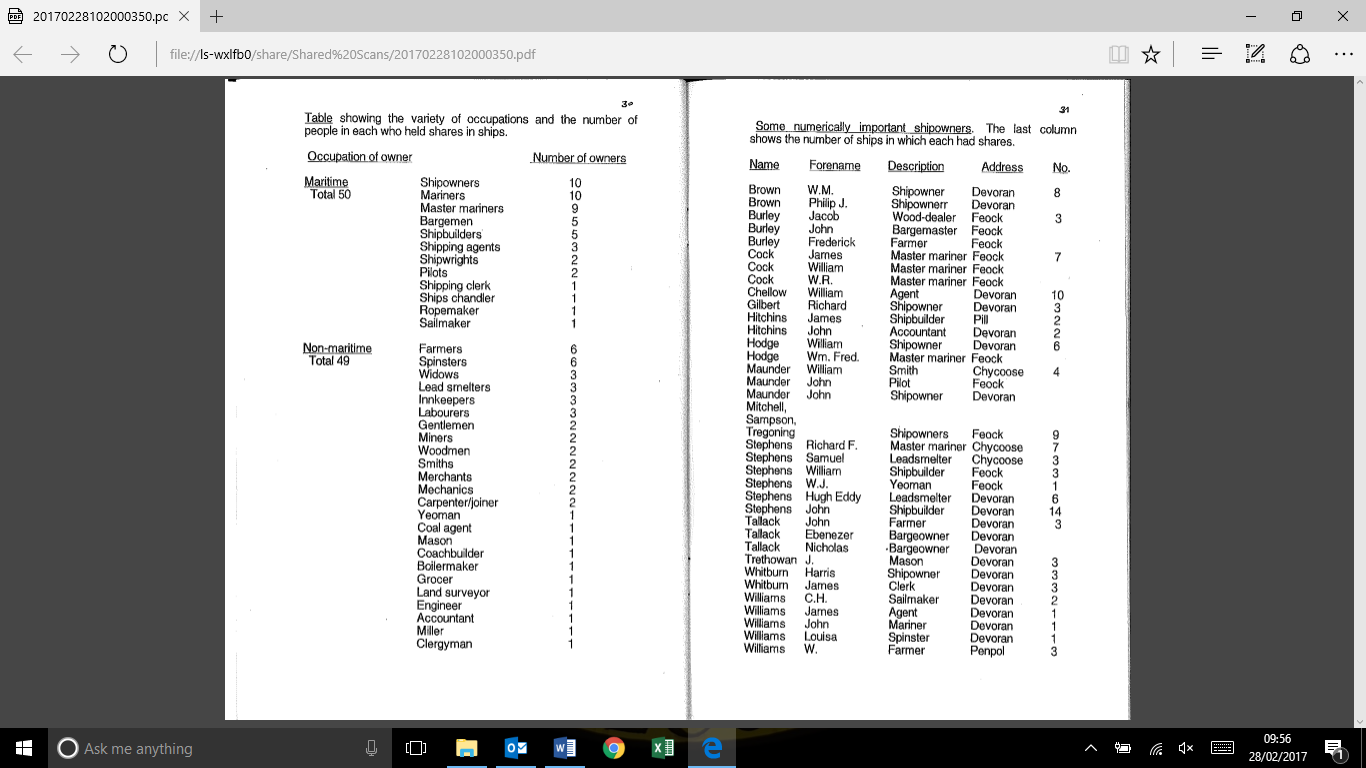 20170228102000350.pc
file://ls-wxlfb0/share/Shared%20Scans/20170228102000350.pdf
30
Table showing the variety of occupations and the number of
people in each who held shares in ships.
Occupation of owner Number of owners
Maritime Shipowners 10
Total 50 Mariners 10
Master mariners 9
Bargemen 5
Shipbuilders 5
Shipping agents 3
Shipwrights 2
Pilots 2
Shipping clerk 1
Ships chandler 1
Ropemaker 1
Sailmaker 1
Non-maritime Farmers 6
Total 49 Spinsters 6
Widows 3
Lead smelters 3
Innkeepers 3
Labourers 3
Gentlemen 2
Miners 2
Woodmen 2
Smiths 2
Merchants 2
Mechanics 2
Carpenter/joiner 2
Yeoman 1
Coal agent 1
Mason 1
Coachbuilder 1
Boilermaker 1
Grocer 1
Land surveyor 1
Engineer 1
Accountant 1
Miller 1
Clergyman 1
31
Some numerically important shipowners. The last column
shows the number of ships in which each had shares.
Name Forename Description Address No.
Brown W.M. Shipowner Devoran 8
Brown Philip J. Shipownerr Devoran
Burley Jacob Wood-dealer Feock 3
Burley John Bargemaster Feock
Burley Frederick Farmer Feock
Cock James Master mariner Feock 7
Cock William Master mariner Feock
Cock W.R. Master mariner Feock
Chellow William Agent Devoran 10
Gilbert Richard Shipowner Devoran 3
Hitchins James Shipbuilder Pill 2
Hitchins John Accountant Devoran 2
Hodge William Shipowner Devoran 6
Hodge Wm. Fred. Master mariner Feock
Maunder William Smith Chycoose 4
Maunder John Pilot Feock
Maunder John Shipowner Devoran
Mitchell,
Sampson,
Tregoning Shipowners Feock 9
Stephens Richard F. Master mariner Chycoose 7
Stephens Samuel Leadsmelter Chycoose 3
Stephens William Shipbuilder Feock 3
Stephens W.J. Yeoman Feock 1
Stephens Hugh Eddy Leadsmelter Devoran 6
Stephens John Shipbuilder Devoran 14
Tallack John Farmer Devoran 3
Tallack Ebenezer Bargeowner Devoran
Tallack Nicholas Bargeowner Devoran
Trethowan J. Mason Devoran 3
Whitburn Harris Shipowner Devoran 3
Whitburn James Clerk Devoran 3
Williams C.H. Sailmaker Devoran 2
Williams James Agent Devoran 1
Williams John Mariner Devoran 1
Williams Louisa Spinster Devoran 1
Williams W. Farmer Penpol 3
Ask me anything
09:56
28/02/2017
1